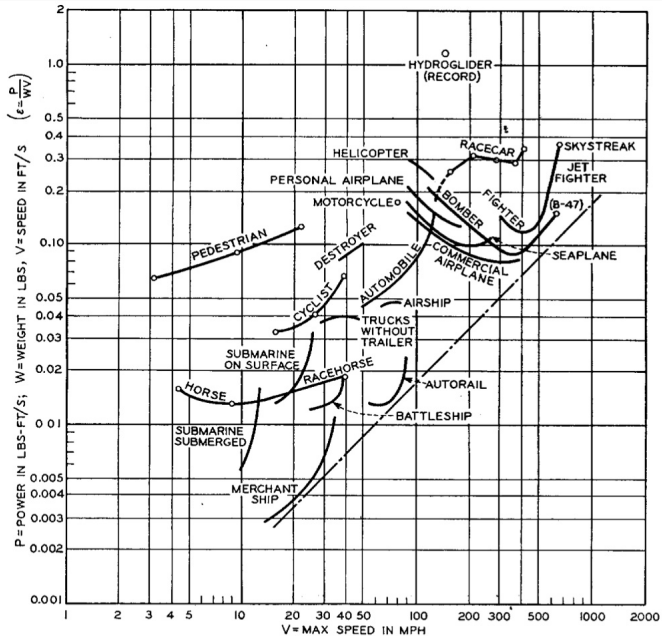 2
1.0
0.5
0.4
0.3
0.2
0.10
0.05
0.04
0.03
0.02
0 01
0.005
0.004
0.003
0.002
0.001
P=POWER IN LBS-FT/S; W=WEIGHT IN LBS, V=SPEED IN FT/S (ε=P/WV)
HYDROGLIDER
(RECORD)
RACECAR
SKYSTREAK
HELICOPTER
JET
FIGHTER
PERSONAL AIRPLANE
MOTORCYCLE
BOMBER
FIGHTER
(B-47)
PEDESTRIAN
DESTROYER
SEAPLANE
COMMERCIAL
AIRPLANE
AUTOMOBILE
CYCLIST
AIRSHIP
TRUCKS
WITHOUT
TRAILER
SUBMARINE
ON SURFACE
RACEHORSE
HORSE
AUTORAIL
BATTLESHIP
SUBMARINE
SUBMERGED
MERCHANT
SHIP
1 2 3 4 5 10 20 30 40 50 100 200 300 500 1000 2000
V=MAX SPEED IN MPH